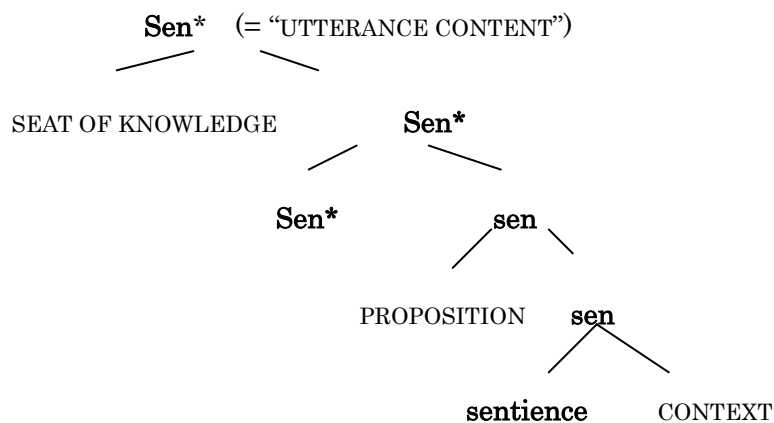 Sen* (= “UTTERANCE CONTENT”)
SEAT OF KNOWLEDGE Sen*
Sen* sen
PROPOSITION sen
sentience CONTEXT